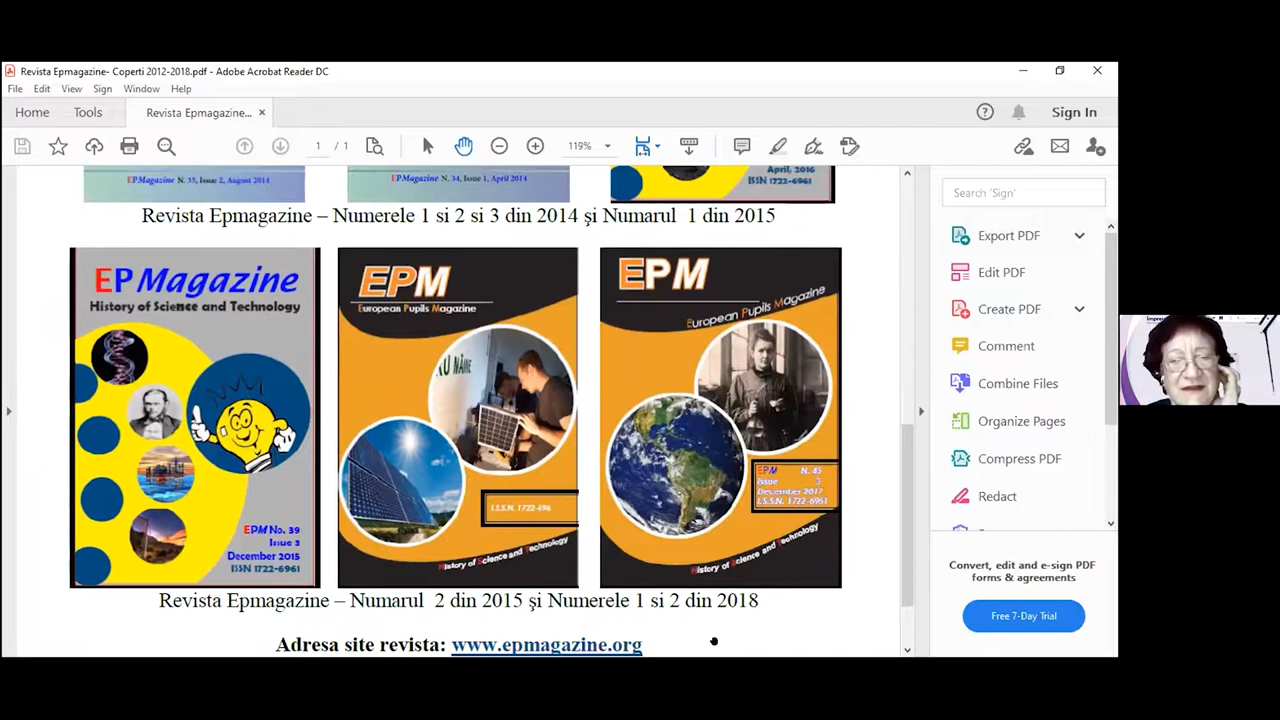 Revista Epmagazine- Coperti 2012-2018.pdf - Adobe Acrobat Reader DC
File Edit View Sign Window Help
Home Tools Revista Epmagazine... Sign In
1 / 1 119%
EPMagazine N. 35, Issue 2, August 2014
EPMagazine N. 34, Issue 1, April 2014
April, 2016
ISSN 1722-6961
Revista Epmagazine – Numerele 1 si 2 si 3 din 2014 şi Numarul 1 din 2015
EP Magazine
History of Science and Technology
EPM No. 39
Issue 3
December 2015
ISSN 1722-6961
EPM
European Pupils Magazine
I.S.S.N. 1722-696
History of Science and Technology
EPM
European Pupils Magazine
EPM N. 45
Issue 3
December 2017
I.S.S.N. 1722-6961
History of Science and Technology
Revista Epmagazine – Numarul 2 din 2015 şi Numerele 1 si 2 din 2018
Adresa site revista: www.epmagazine.org
Search 'Sign'
Export PDF
Edit PDF
Create PDF
Comment
Combine Files
Organize Pages
Compress PDF
Redact
Convert, edit and e-sign PDF
forms & agreements
Free 7-Day Trial